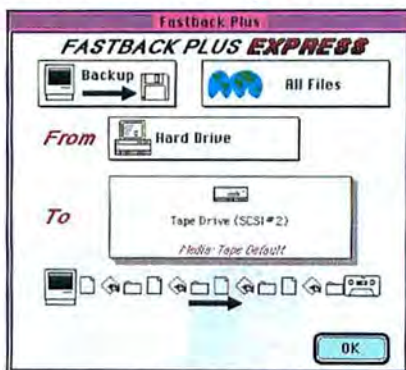 Fastback Plus
FASTBACK PLUS EXPRESS
Backup
All Files
From
Hard Drive
To
Tape Drive (SCSI #2)
Media: Tape Default
OK